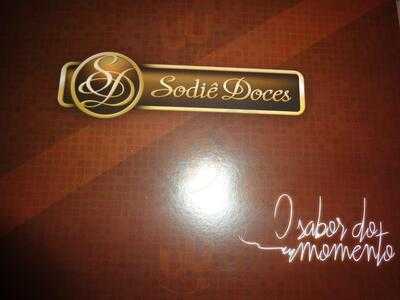 SD
Sodiê Doces
O sabor do
momento